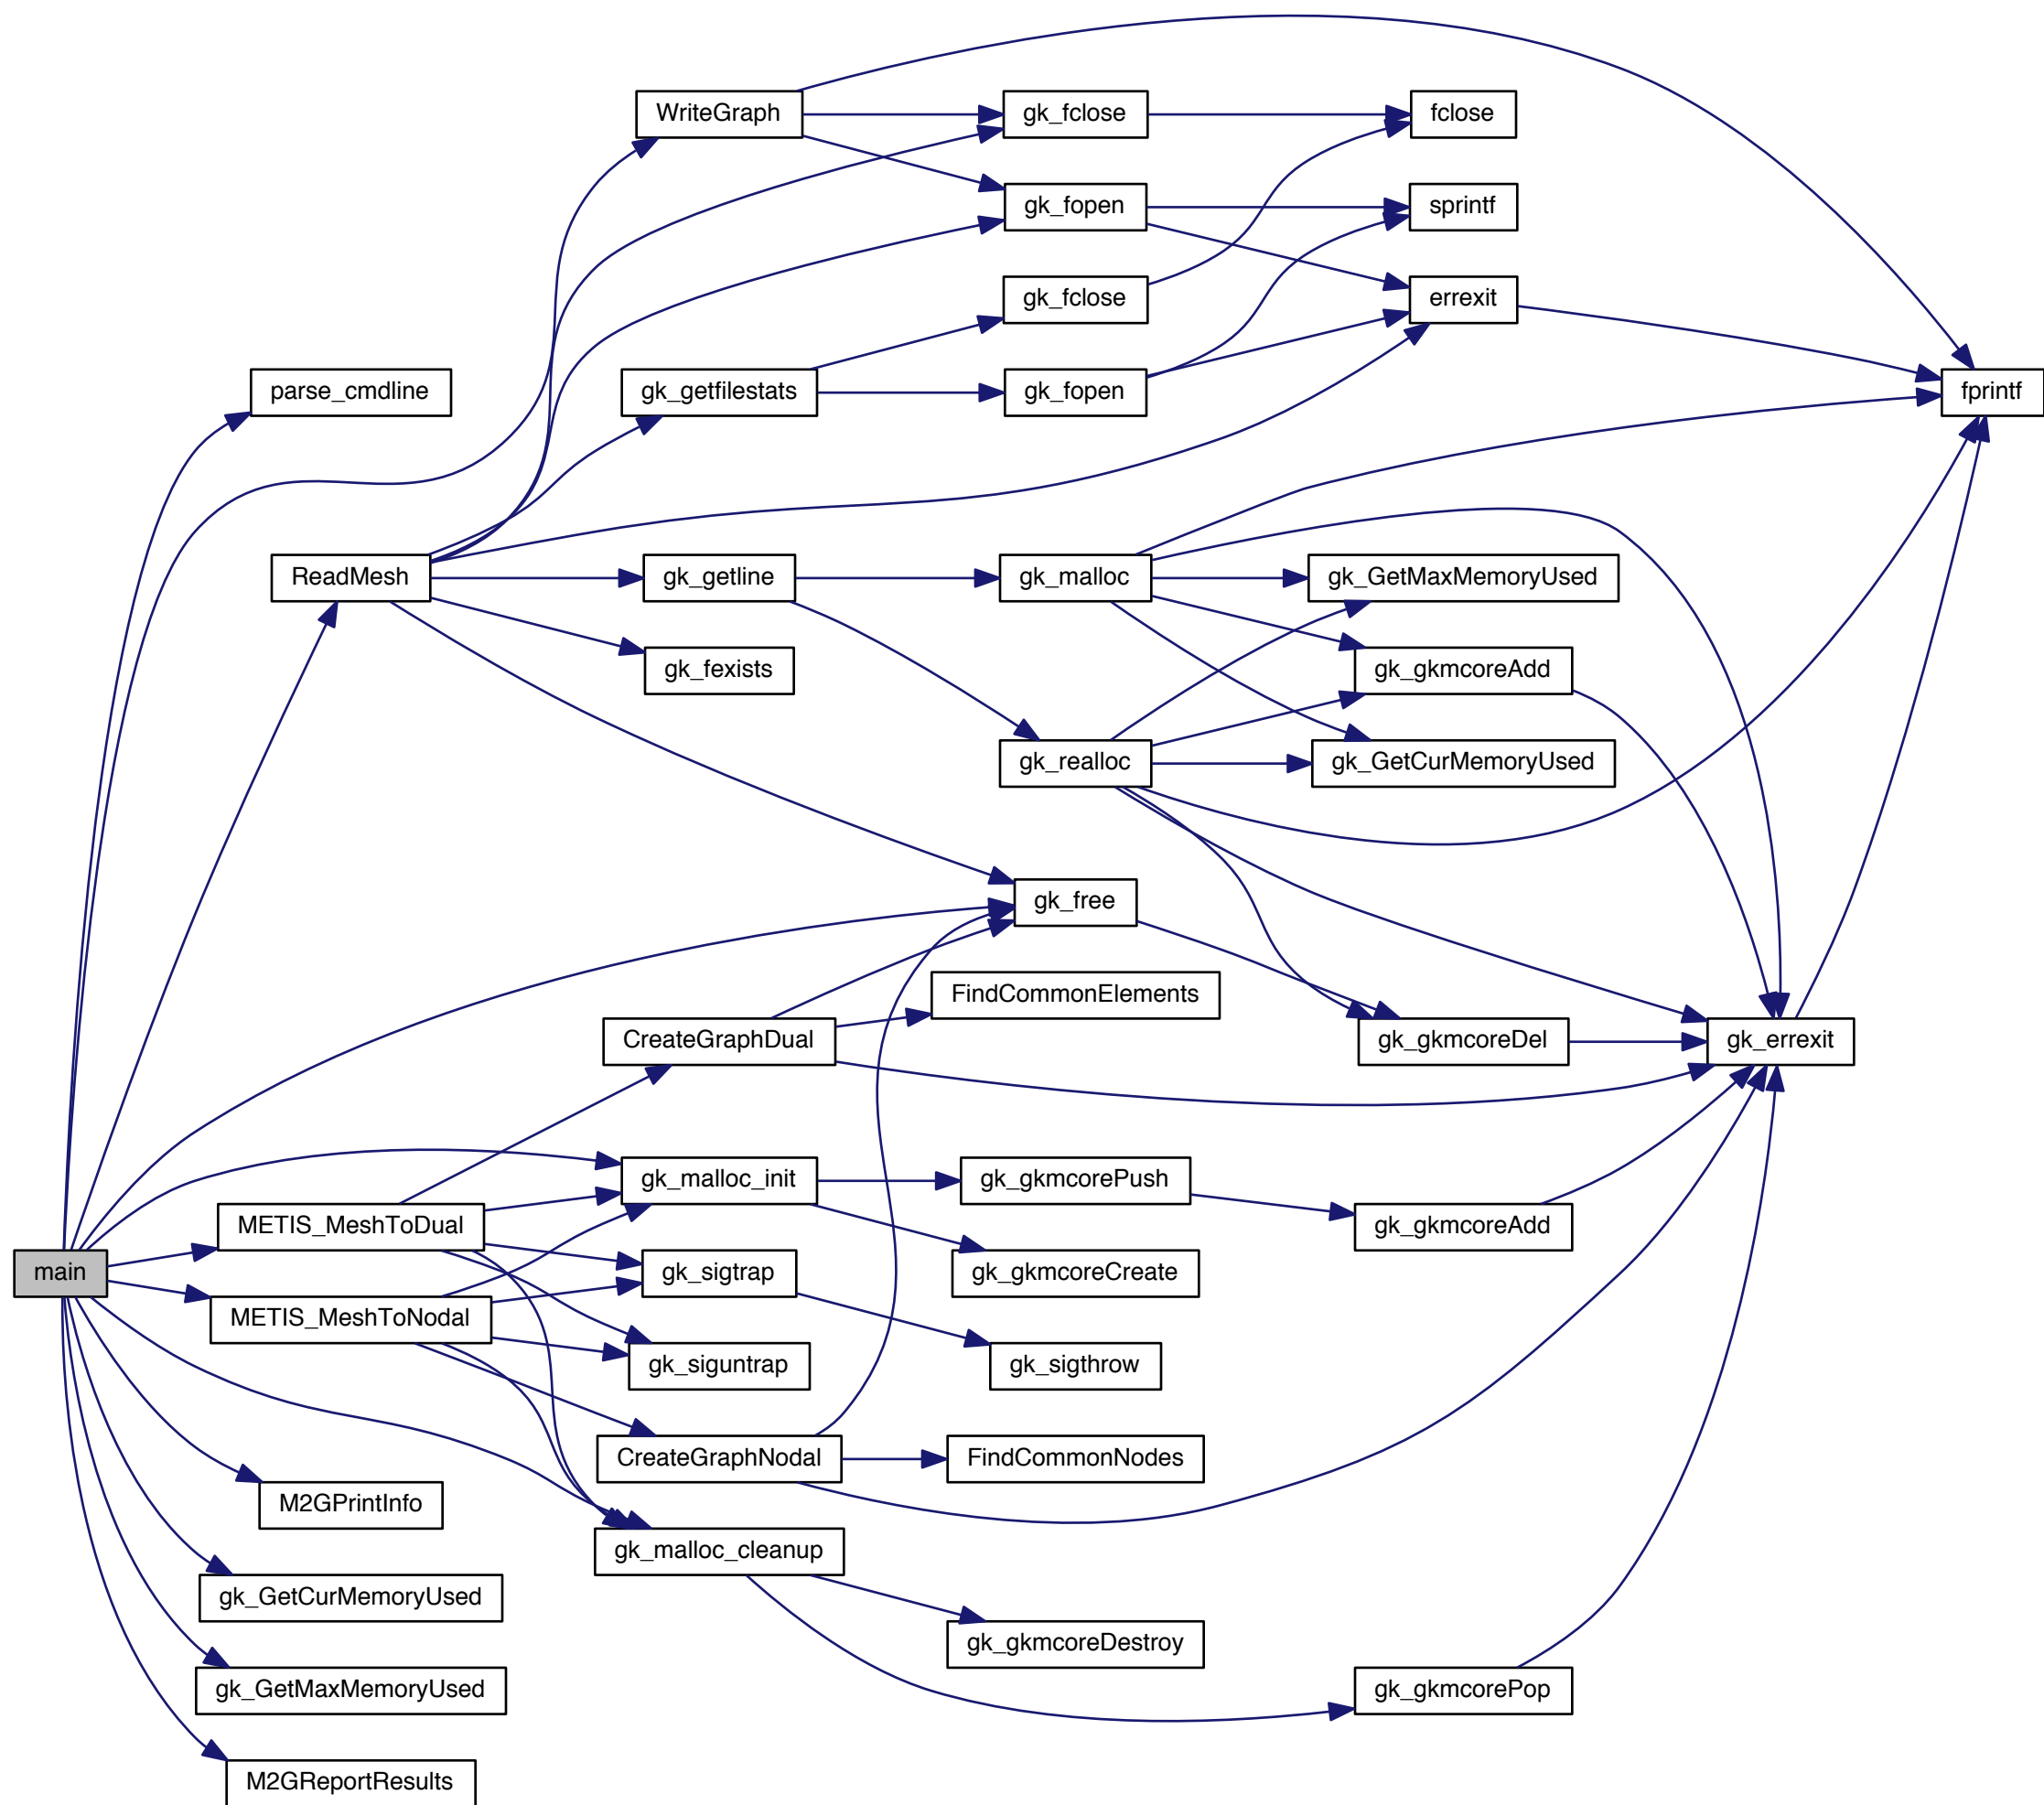 WriteGraph
gk_fclose
fclose
gk_fopen
sprintf
gk_fclose
errexit
parse_cmdline
gk_getfilestats
gk_fopen
fprintf
ReadMesh
gk_getline
gk_malloc
gk_GetMaxMemoryUsed
gk_fexists
gk_gkmcoreAdd
gk_realloc
gk_GetCurMemoryUsed
gk_free
FindCommonElements
CreateGraphDual
gk_gkmcoreDel
gk_errexit
gk_malloc_init
gk_gkmcorePush
METIS_MeshToDual
gk_gkmcoreAdd
main
gk_sigtrap
gk_gkmcoreCreate
METIS_MeshToNodal
gk_siguntrap
gk_sigthrow
CreateGraphNodal
FindCommonNodes
M2GPrintInfo
gk_malloc_cleanup
gk_GetCurMemoryUsed
gk_gkmcoreDestroy
gk_GetMaxMemoryUsed
gk_gkmcorePop
M2GReportResults